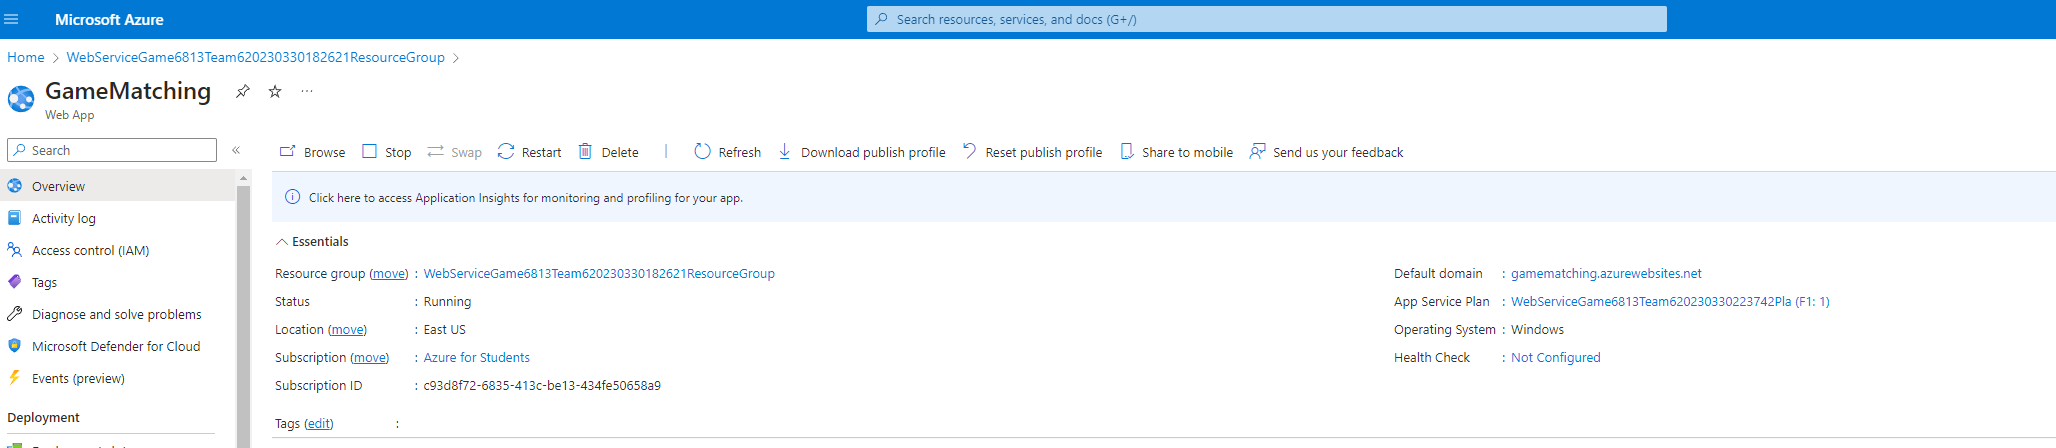 Microsoft Azure
Search resources, services, and docs (G+/)
Home > WebServiceGame6813Team620230330182621ResourceGroup >
GameMatching
Web App
Search
Browse Stop Swap Restart Delete Refresh Download publish profile Reset publish profile Share to mobile Send us your feedback
Overview
Activity log
Access control (IAM)
Tags
Diagnose and solve problems
Microsoft Defender for Cloud
Events (preview)
Deployment
Click here to access Application Insights for monitoring and profiling for your app.
Essentials
Resource group (move) : WebServiceGame6813Team620230330182621ResourceGroup
Status : Running
Location (move) : East US
Subscription (move) : Azure for Students
Subscription ID : c93d8f72-6835-413c-be13-434fe50658a9
Tags (edit) :
Default domain : gamematching.azurewebsites.net
App Service Plan : WebServiceGame6813Team620230330223742Pla (F1: 1)
Operating System : Windows
Health Check : Not Configured